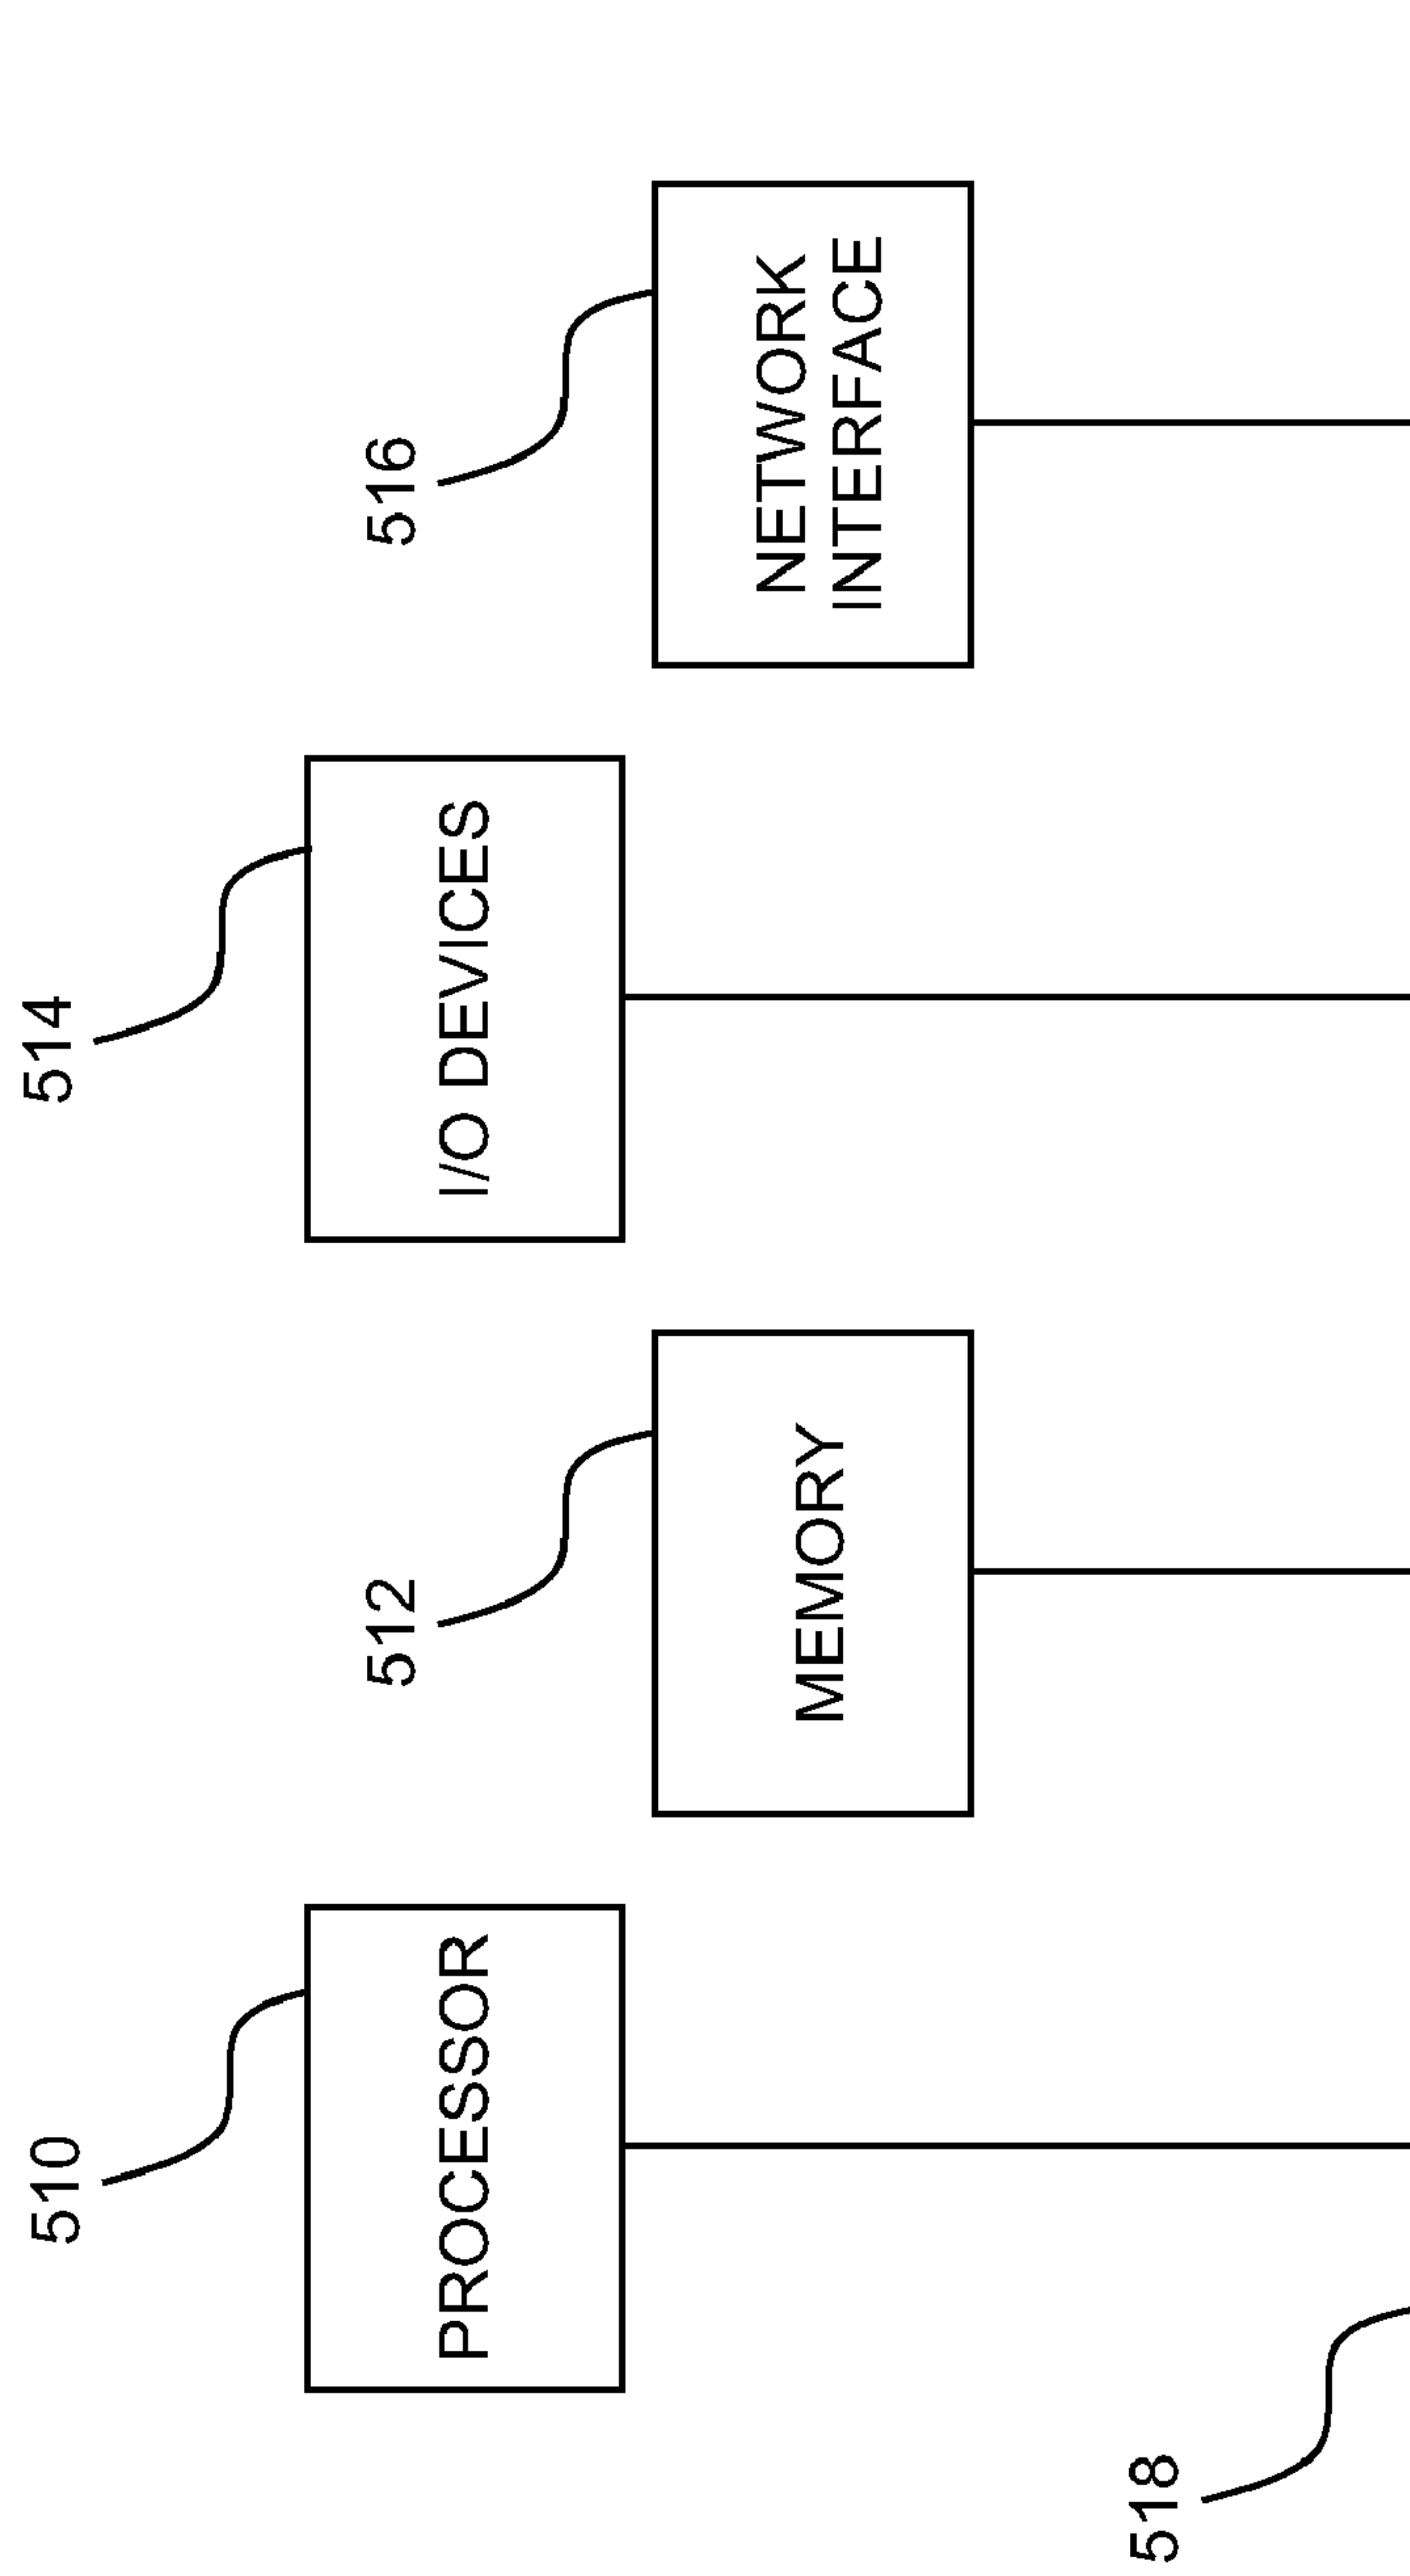 510
PROCESSOR
512
MEMORY
514
I/O DEVICES
516
NETWORK
INTERFACE
518